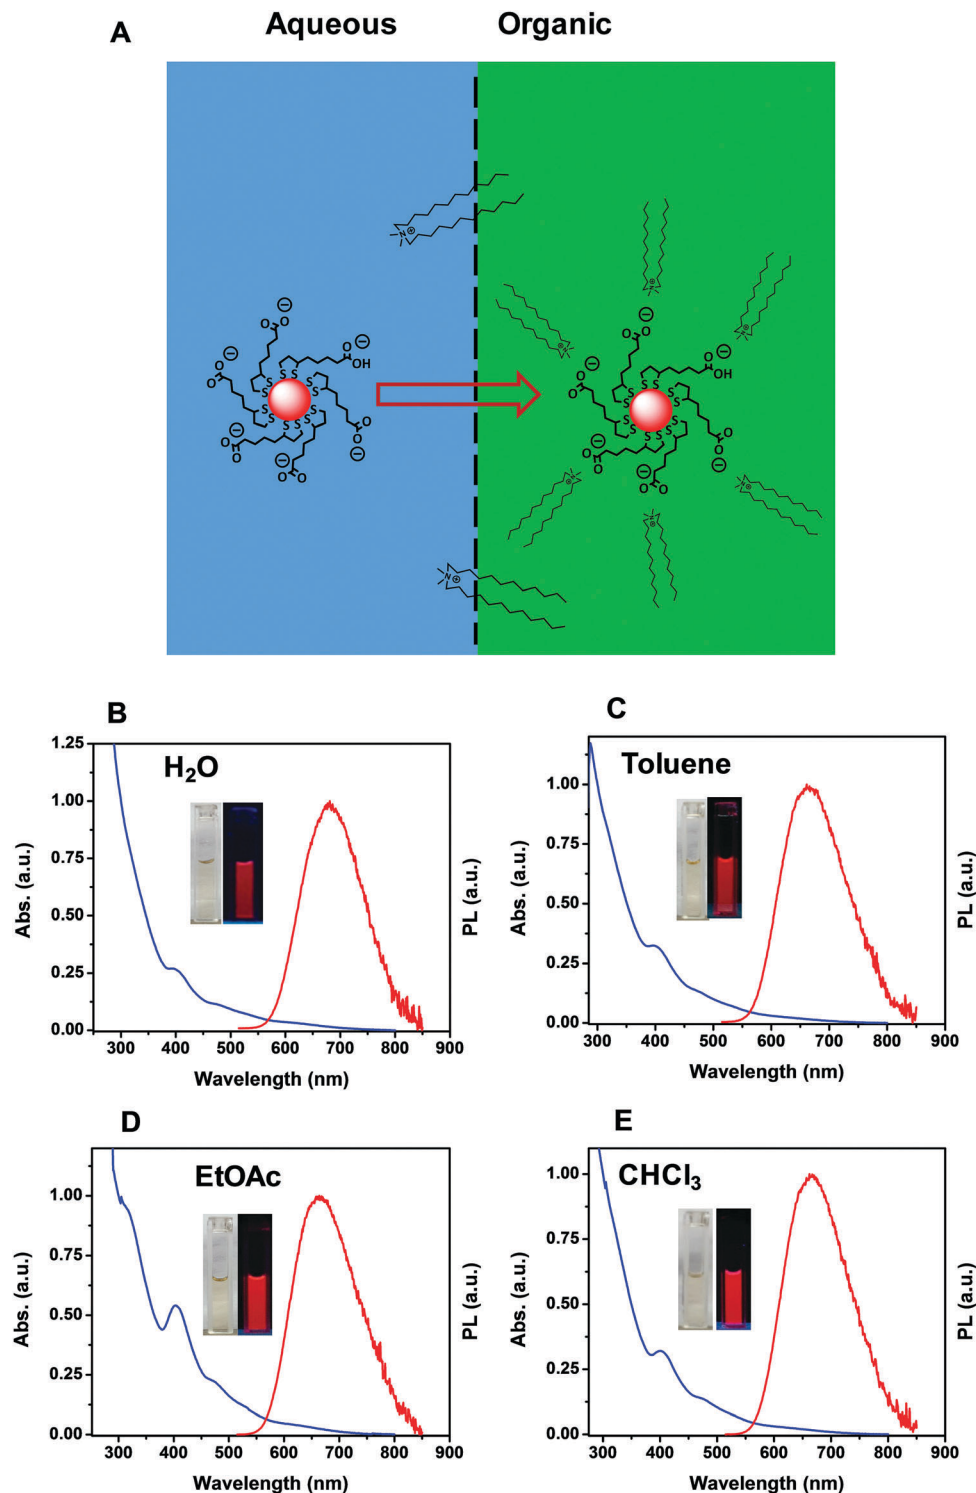 A
Aqueous Organic
N
⊕
N
⊕
N
⊕
N
⊕
N
⊕
N
⊕
N
⊕
N
⊕
O
O
⊖
O
OH
⊖
O
O
⊖
O
O
⊖
O
O
⊖
O
O
⊖
S S S S S S S S S S S S
O
O
⊖
O
OH
⊖
O
O
⊖
O
O
⊖
O
O
⊖
O
O
⊖
S S S S S S S S S S S S
B
H₂O
1.25
1.00
0.75
0.50
0.25
0.00
Abs. (a.u.)
PL (a.u.)
300 400 500 600 700 800 900
Wavelength (nm)
C
Toluene
1.00
0.75
0.50
0.25
0.00
Abs. (a.u.)
PL (a.u.)
300 400 500 600 700 800 900
Wavelength (nm)
D
EtOAc
1.00
0.75
0.50
0.25
0.00
Abs. (a.u.)
PL (a.u.)
300 400 500 600 700 800 900
Wavelength (nm)
E
CHCl₃
1.00
0.75
0.50
0.25
0.00
Abs. (a.u.)
PL (a.u.)
300 400 500 600 700 800 900
Wavelength (nm)